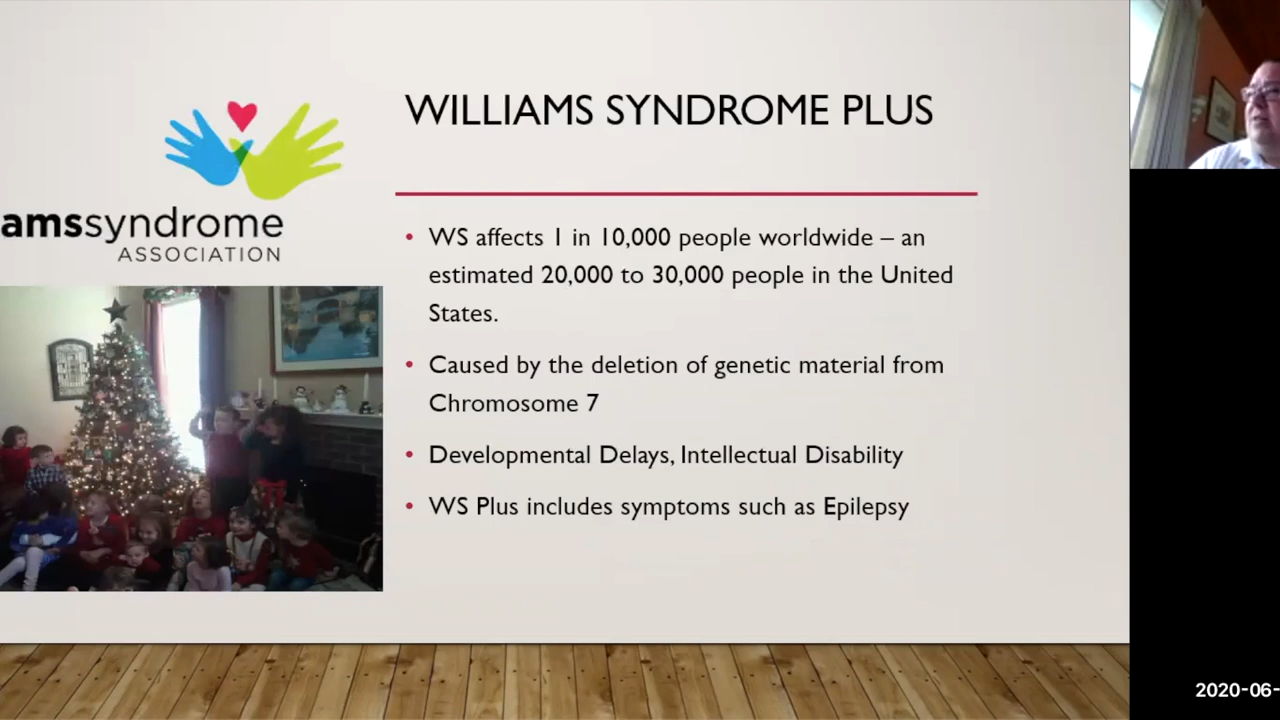 WILLIAMS SYNDROME PLUS
amssyndrome
ASSOCIATION
• WS affects 1 in 10,000 people worldwide – an
estimated 20,000 to 30,000 people in the United
States.
• Caused by the deletion of genetic material from
Chromosome 7
• Developmental Delays, Intellectual Disability
• WS Plus includes symptoms such as Epilepsy
2020-06-